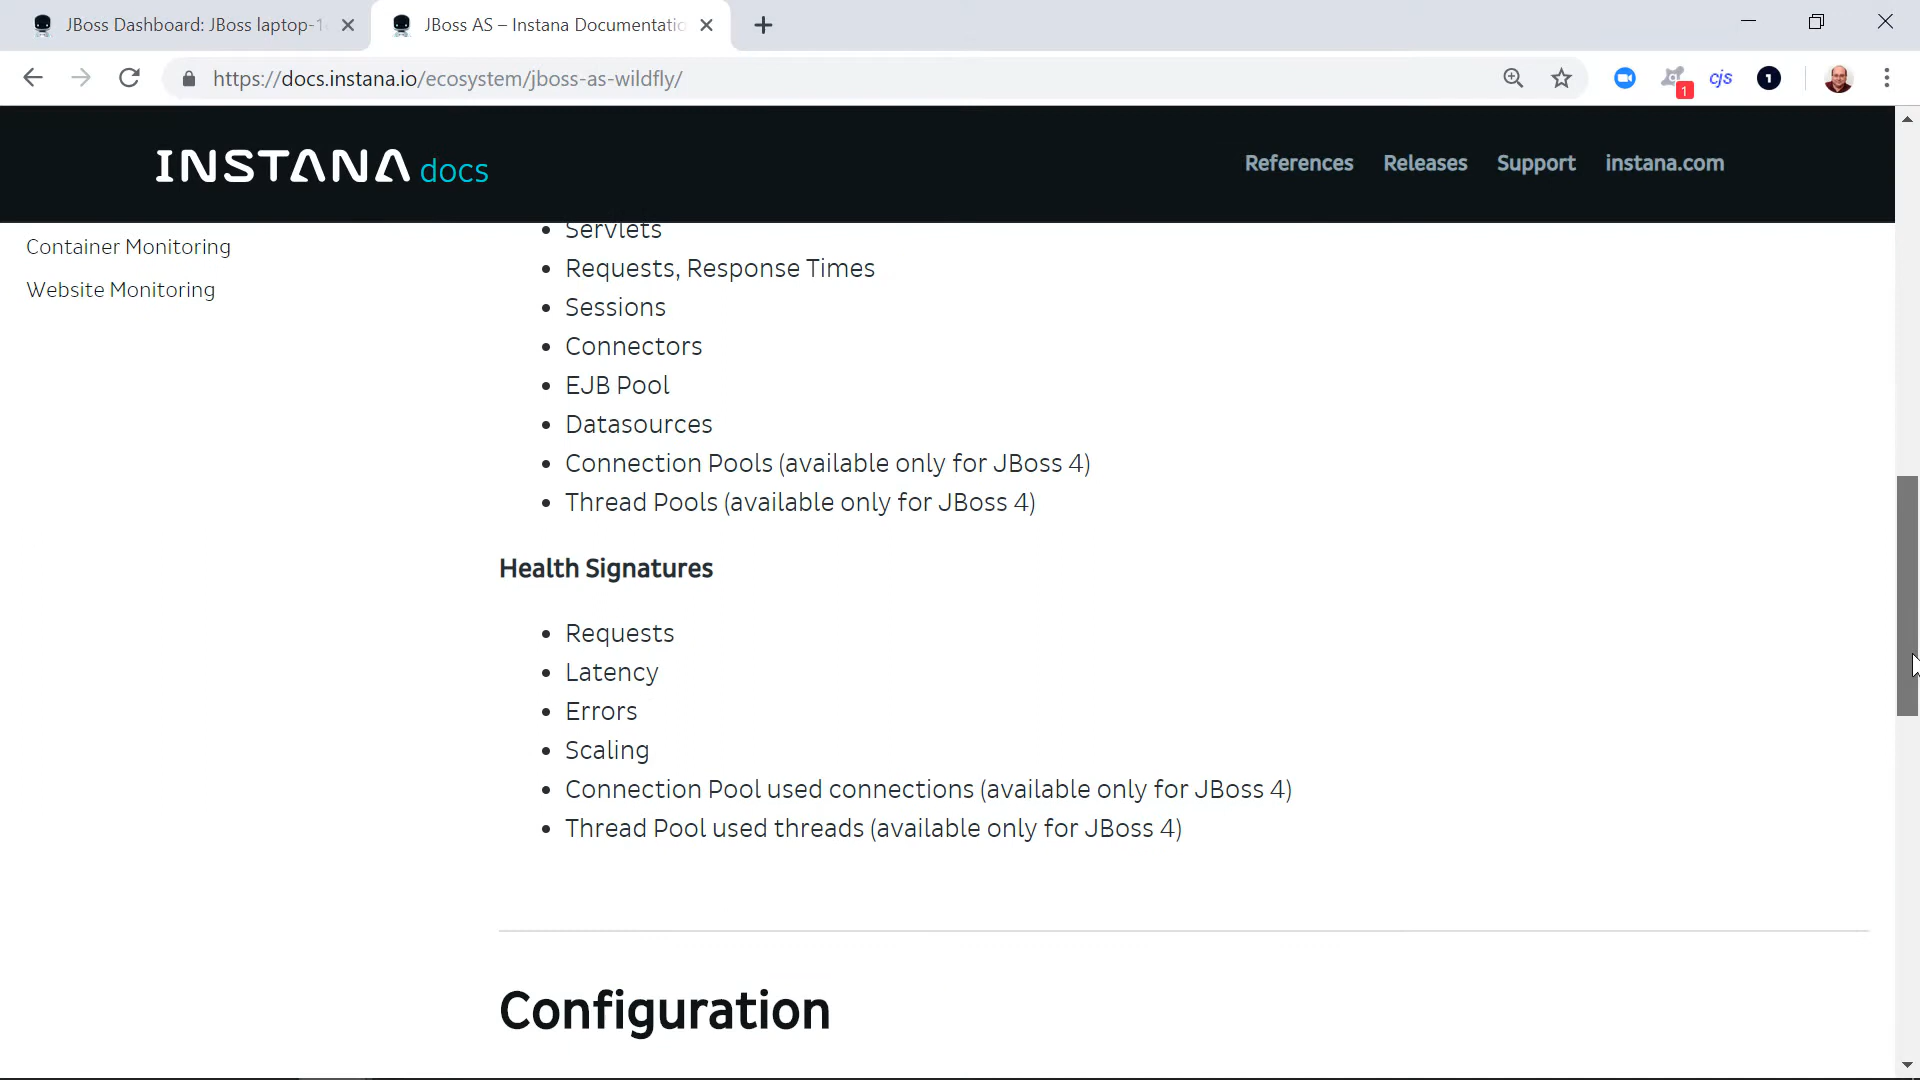 JBoss Dashboard: JBoss laptop-1
JBoss AS – Instana Documentatio
https://docs.instana.io/ecosystem/jboss-as-wildfly/
1
cjs
1
INSTANA docs
References
Releases
Support
instana.com
Container Monitoring
Website Monitoring
Servlets
Requests, Response Times
Sessions
Connectors
EJB Pool
Datasources
Connection Pools (available only for JBoss 4)
Thread Pools (available only for JBoss 4)
Health Signatures
Requests
Latency
Errors
Scaling
Connection Pool used connections (available only for JBoss 4)
Thread Pool used threads (available only for JBoss 4)
Configuration